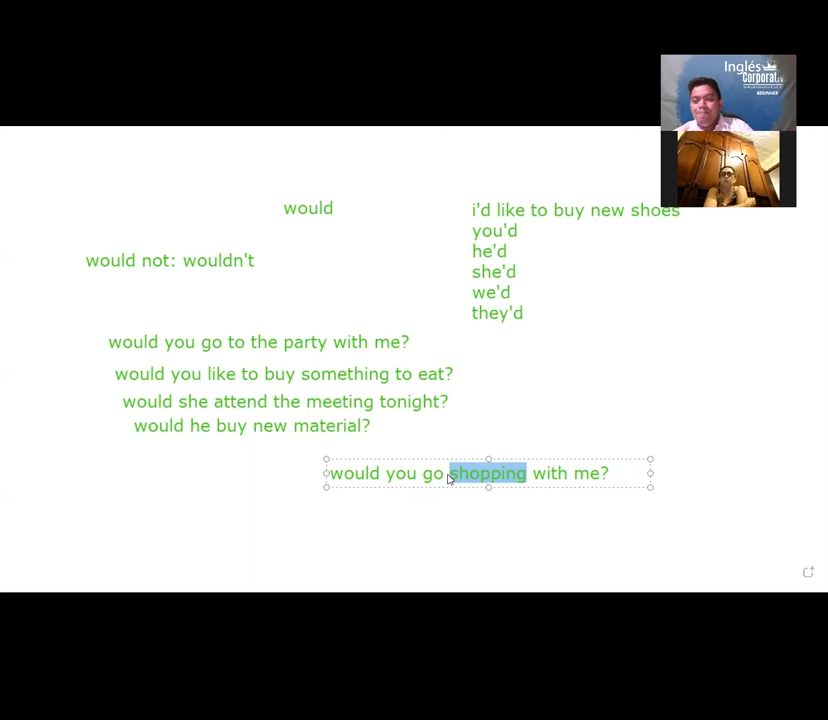 Inglés
Corporat
BEGINNER
would
i'd like to buy new shoes
you'd
he'd
she'd
we'd
they'd
would not: wouldn't
would you go to the party with me?
would you like to buy something to eat?
would she attend the meeting tonight?
would he buy new material?
would you go shopping with me?